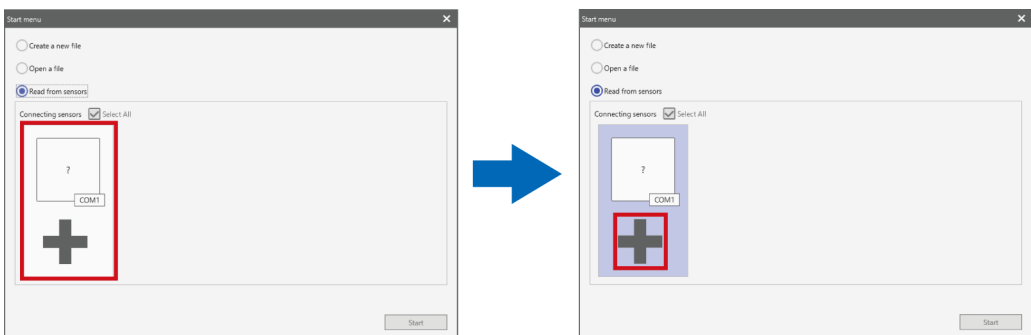 Start menu
Create a new file
Open a file
Read from sensors
Connecting sensors Select All
?
COM1
Start
Start menu
Create a new file
Open a file
Read from sensors
Connecting sensors Select All
?
COM1
Start